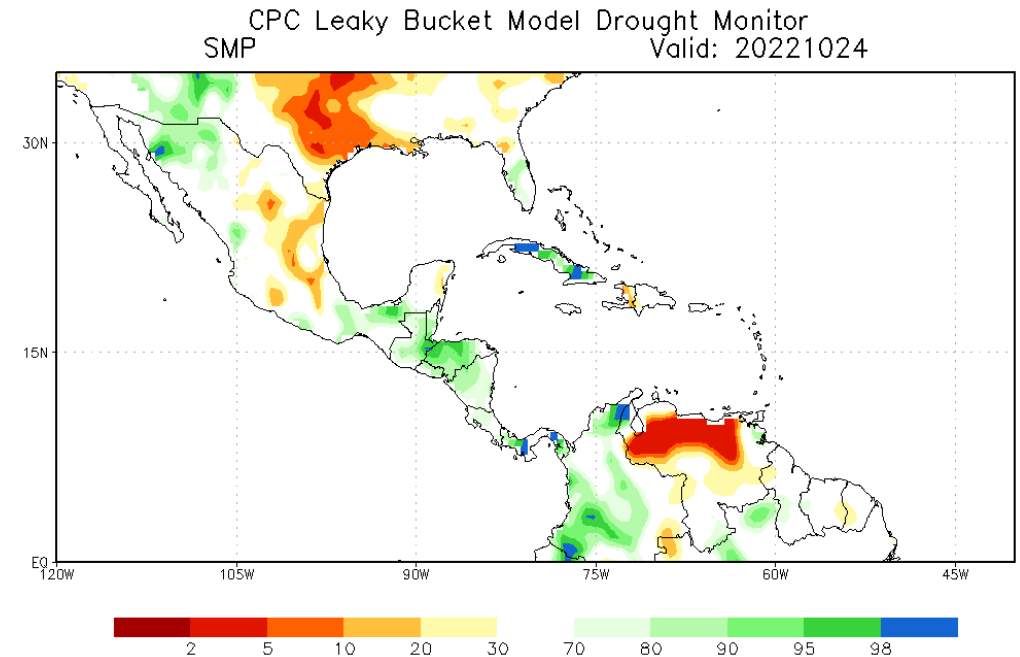 CPC Leaky Bucket Model Drought Monitor
SMP Valid: 20221024
30N
15N
EQ
120W 105W 90W 75W 60W 45W
2 5 10 20 30 70 80 90 95 98